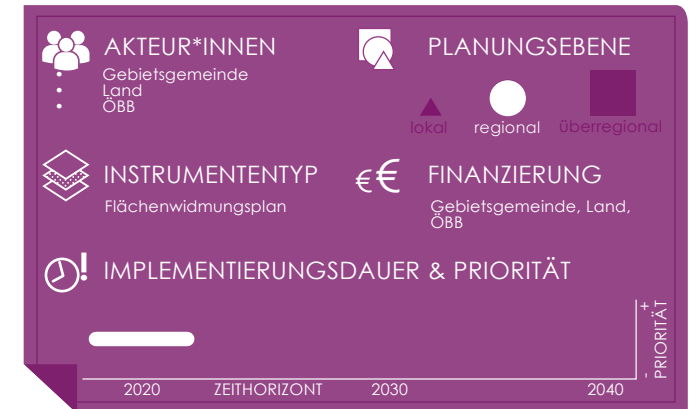 AKTEUR*INNEN
• Gebietsgemeinde
• Land
• ÖBB
PLANUNGSEBENE
lokal regional überregional
INSTRUMENTENTYP
Flächenwidmungsplan
€€ FINANZIERUNG
Gebietsgemeinde, Land,
ÖBB
! IMPLEMENTIERUNGSDAUER & PRIORITÄT
- PRIORITÄT +
2020 ZEITHORIZONT 2030 2040